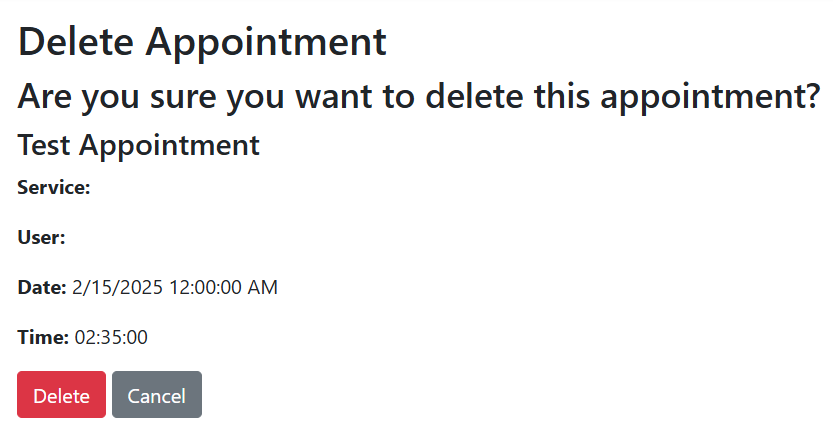 Delete Appointment
Are you sure you want to delete this appointment?
Test Appointment
Service:
User:
Date: 2/15/2025 12:00:00 AM
Time: 02:35:00
Delete Cancel